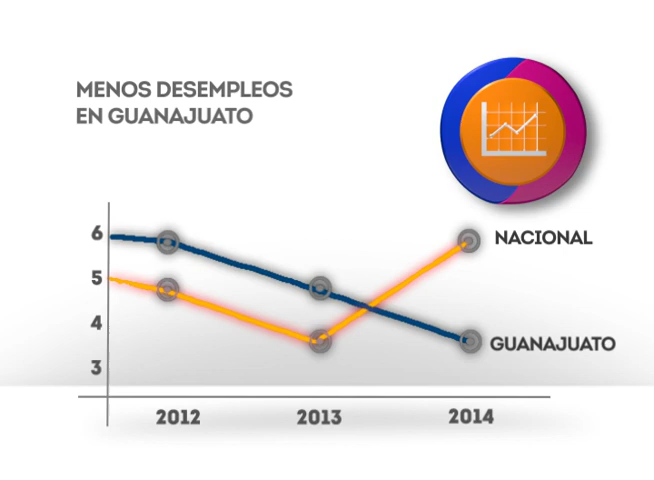 MENOS DESEMPLEOS
EN GUANAJUATO
6
NACIONAL
5
4
GUANAJUATO
3
2012 2013 2014